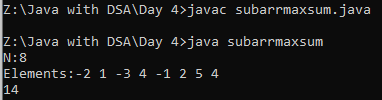 Z:\Java with DSA\Day 4>javac subarrmaxsum.java
Z:\Java with DSA\Day 4>java subarrmaxsum
N:8
Elements:-2 1 -3 4 -1 2 5 4
14